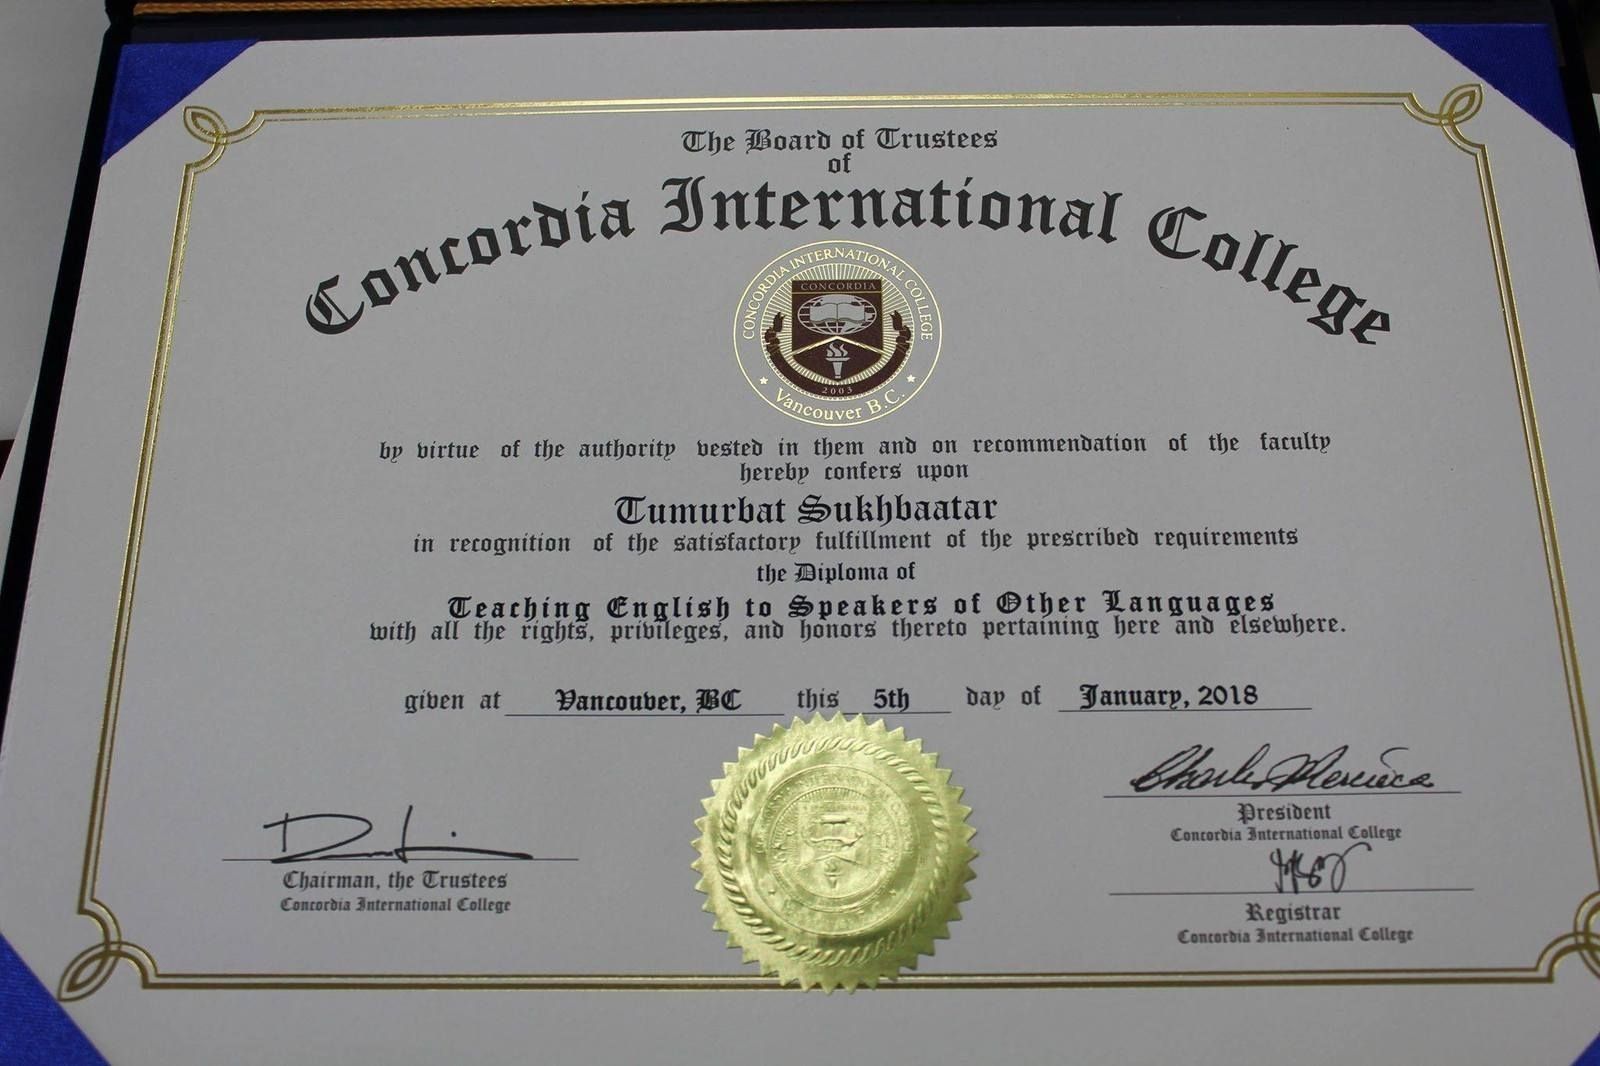 The Board of Trustees
of
Concordia International College
CONCORDIA INTERNATIONAL COLLEGE
CONCORDIA
2003
Vancouver B.C.
by virtue of the authority vested in them and on recommendation of the faculty
hereby confers upon
Tumurbat Sukhbaatar
in recognition of the satisfactory fulfillment of the prescribed requirements
the Diploma of
Teaching English to Speakers of Other Languages
with all the rights, privileges, and honors thereto pertaining here and elsewhere.
given at Vancouver, BC this 5th day of January, 2018
President
Concordia International College
Chairman, the Trustees
Concordia International College
Registrar
Concordia International College